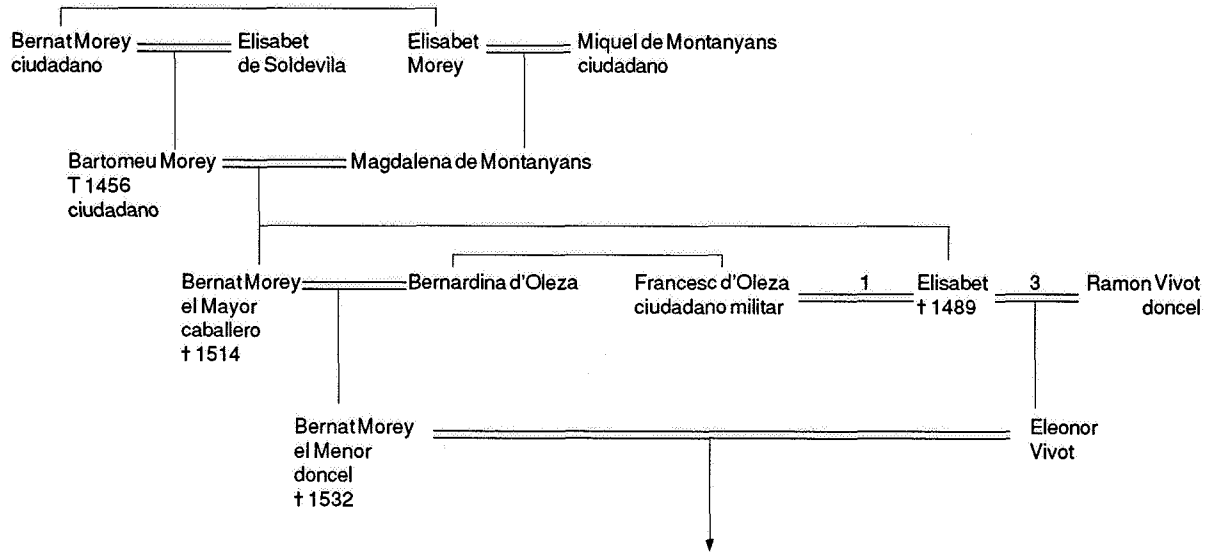 Bernat Morey
ciudadano
Elisabet
de Soldevila
Elisabet
Morey
Miquel de Montanyans
ciudadano
Bartomeu Morey
T 1456
ciudadano
Magdalena de Montanyans
Bernat Morey
el Mayor
caballero
† 1514
Bernardina d'Oleza
Francesc d'Oleza
ciudadano militar
1
Elisabet
† 1489
3
Ramon Vivot
doncel
Bernat Morey
el Menor
doncel
† 1532
Eleonor
Vivot